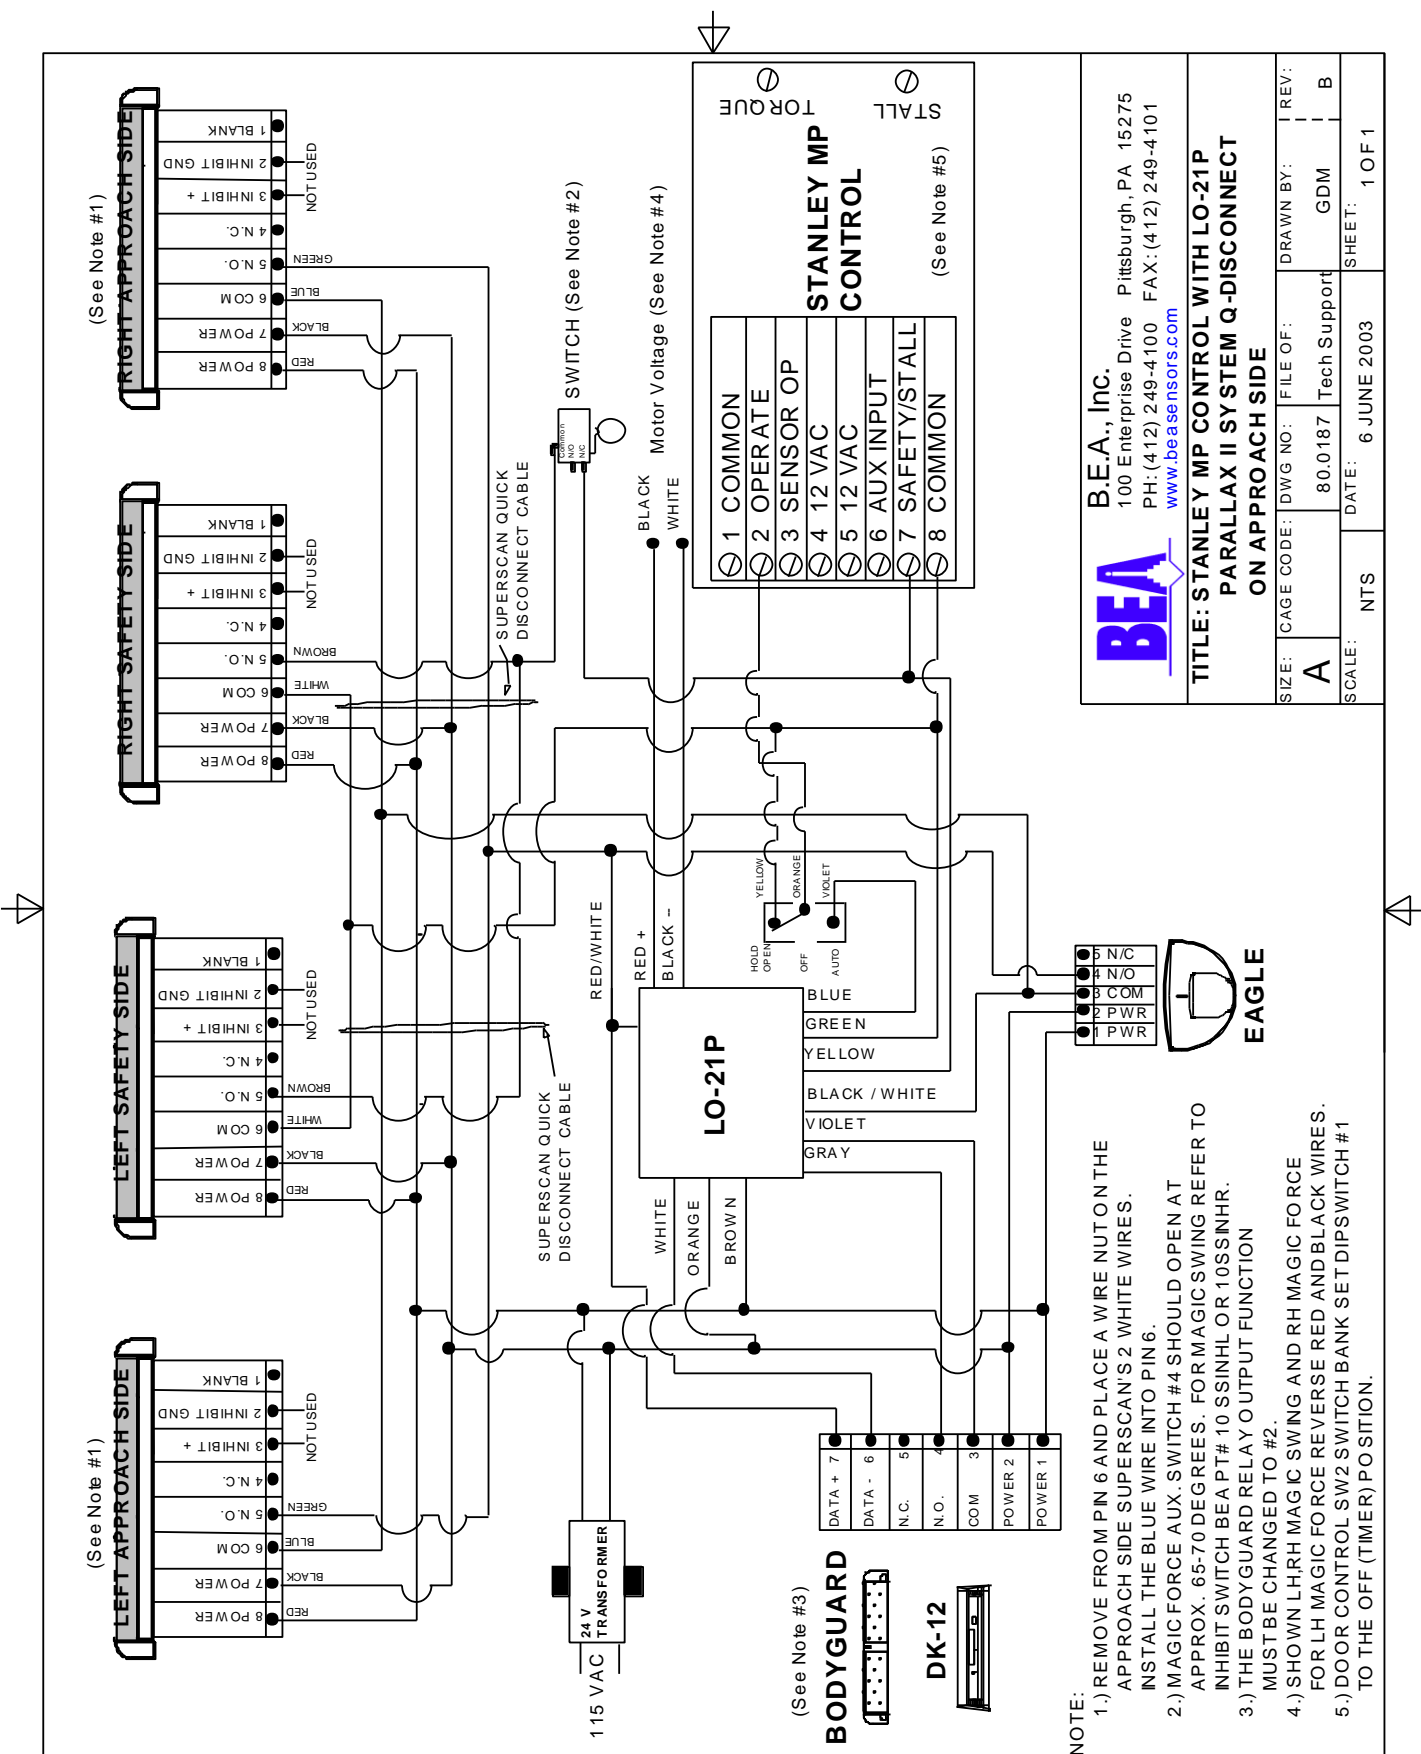 (See Note #1)
LEFT APPROACH SIDE
8 POWER
7 POWER
6 COM
5 N.O.
4 N.C.
3 INHIBIT +
2 INHIBIT GND
1 BLANK
RED
BLACK
BLUE
GREEN
NOT USED
LEFT SAFETY SIDE
8 POWER
7 POWER
6 COM
5 N.O.
4 N.C.
3 INHIBIT +
2 INHIBIT GND
1 BLANK
RED
BLACK
WHITE
BROWN
NOT USED
RIGHT SAFETY SIDE
8 POWER
7 POWER
6 COM
5 N.O.
4 N.C.
3 INHIBIT +
2 INHIBIT GND
1 BLANK
RED
BLACK
WHITE
BROWN
NOT USED
(See Note #1)
RIGHT APPROACH SIDE
8 POWER
7 POWER
6 COM
5 N.O.
4 N.C.
3 INHIBIT +
2 INHIBIT GND
1 BLANK
RED
BLACK
BLUE
GREEN
NOT USED
SUPERSCAN QUICK
DISCONNECT CABLE
SUPERSCAN QUICK
DISCONNECT CABLE
SWITCH (See Note #2)
Common
N/O
N/C
Motor Voltage (See Note #4)
BLACK
WHITE
115 VAC
24 V
TRANSFORMER
RED/WHITE
RED +
BLACK --
WHITE
ORANGE
BROWN
LO-21P
BLUE
GREEN
YELLOW
BLACK / WHITE
VIOLET
GRAY
YELLOW
ORANGE
VIOLET
HOLD
OPEN
OFF
AUTO
TORQUE
STALL
STANLEY MP
CONTROL
(See Note #5)
1 COMMON
2 OPERATE
3 SENSOR OP
4 12 VAC
5 12 VAC
6 AUX INPUT
7 SAFETY/STALL
8 COMMON
(See Note #3)
BODYGUARD
DK-12
DATA + 7
DATA - 6
N.C. 5
N.O. 4
COM 3
POWER 2
POWER 1
5 N/C
4 N/O
3 COM
2 PWR
1 PWR
EAGLE
NOTE:
1.) REMOVE FROM PIN 6 AND PLACE A WIRE NUT ON THE
APPROACH SIDE SUPERSCAN'S 2 WHITE WIRES.
INSTALL THE BLUE WIRE INTO PIN 6.
2.) MAGIC FORCE AUX. SWITCH #4 SHOULD OPEN AT
APPROX. 65-70 DEGREES. FOR MAGIC SWING REFER TO
INHIBIT SWITCH BEA PT# 10SSINHL OR 10SSINHR.
3.) THE BODYGUARD RELAY OUTPUT FUNCTION
MUST BE CHANGED TO #2.
4.) SHOWN LH,RH MAGIC SWING AND RH MAGIC FORCE
FOR LH MAGIC FORCE REVERSE RED AND BLACK WIRES.
5.) DOOR CONTROL SW2 SWITCH BANK SET DIPSWITCH #1
TO THE OFF (TIMER) POSITION.
BEA
B.E.A., Inc.
100 Enterprise Drive Pittsburgh, PA 15275
PH: (412) 249-4100 FAX: (412) 249-4101
www.beasensors.com
TITLE: STANLEY MP CONTROL WITH LO-21P
PARALLAX II SYSTEM Q-DISCONNECT
ON APPROACH SIDE
SIZE: CAGE CODE: DWG NO: FILE OF: DRAWN BY: REV:
A 80.0187 Tech Support GDM B
SCALE: DATE: SHEET:
NTS 6 JUNE 2003 1 OF 1